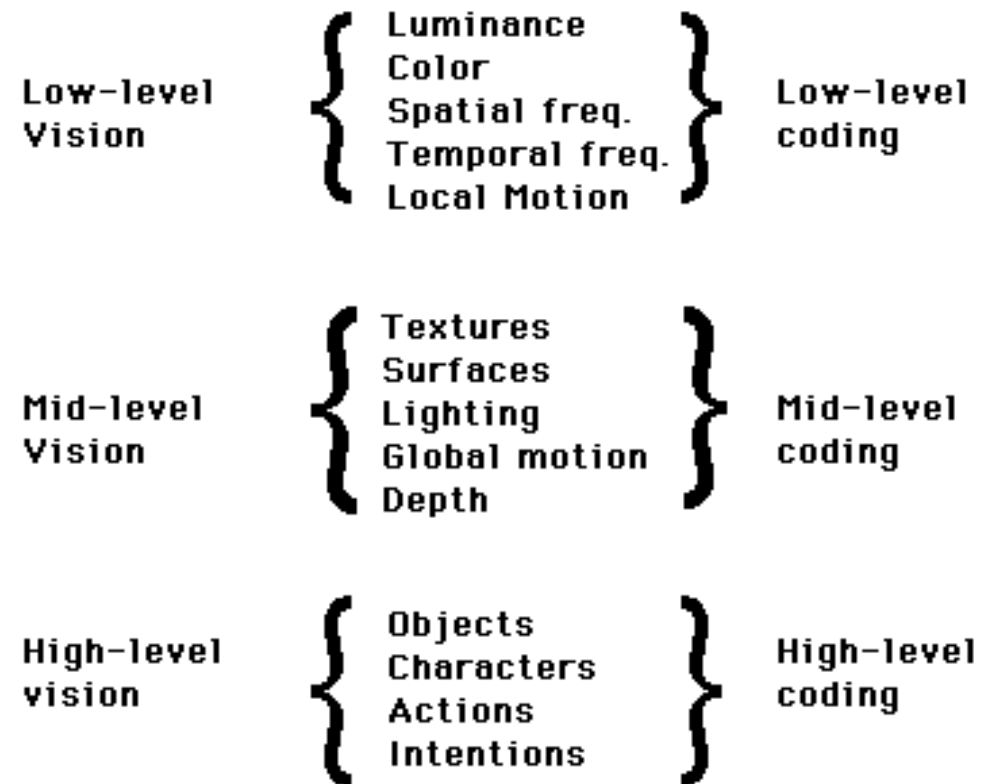 Low-level
Vision
Luminance
Color
Spatial freq.
Temporal freq.
Local Motion
Low-level
coding
Mid-level
Vision
Textures
Surfaces
Lighting
Global motion
Depth
Mid-level
coding
High-level
vision
Objects
Characters
Actions
Intentions
High-level
coding